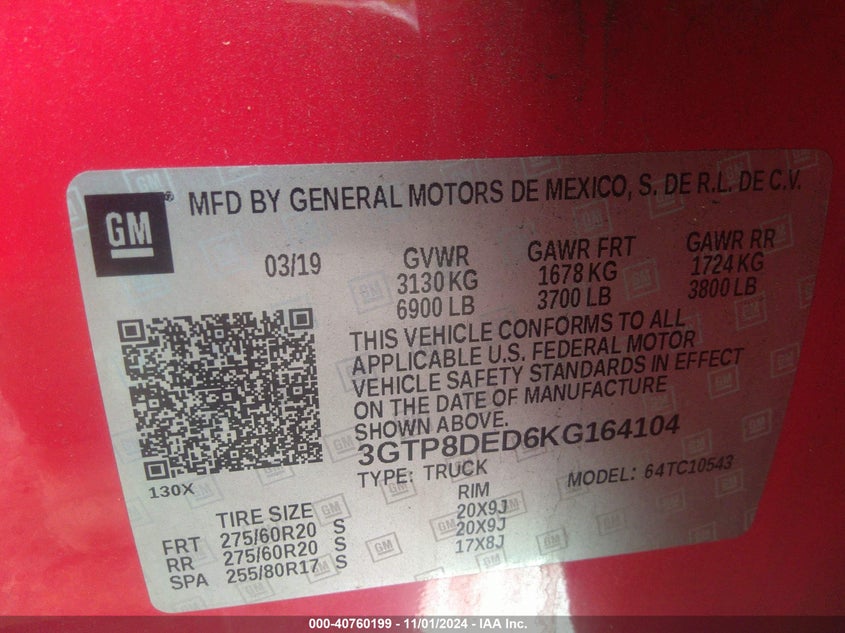 GM
®
MFD BY GENERAL MOTORS DE MEXICO, S. DE R.L. DE C.V.
03/19 GVWR GAWR FRT GAWR RR
3130 KG 1678 KG 1724 KG
6900 LB 3700 LB 3800 LB
THIS VEHICLE CONFORMS TO ALL
APPLICABLE U.S. FEDERAL MOTOR
VEHICLE SAFETY STANDARDS IN EFFECT
ON THE DATE OF MANUFACTURE
SHOWN ABOVE.
3GTP8DED6KG164104
TYPE: TRUCK MODEL: 64TC10543
130X
TIRE SIZE RIM
FRT 275/60R20 S 20X9J
RR 275/60R20 S 20X9J
SPA 255/80R17 S 17X8J
000-40760199 - 11/01/2024 - IAA Inc.